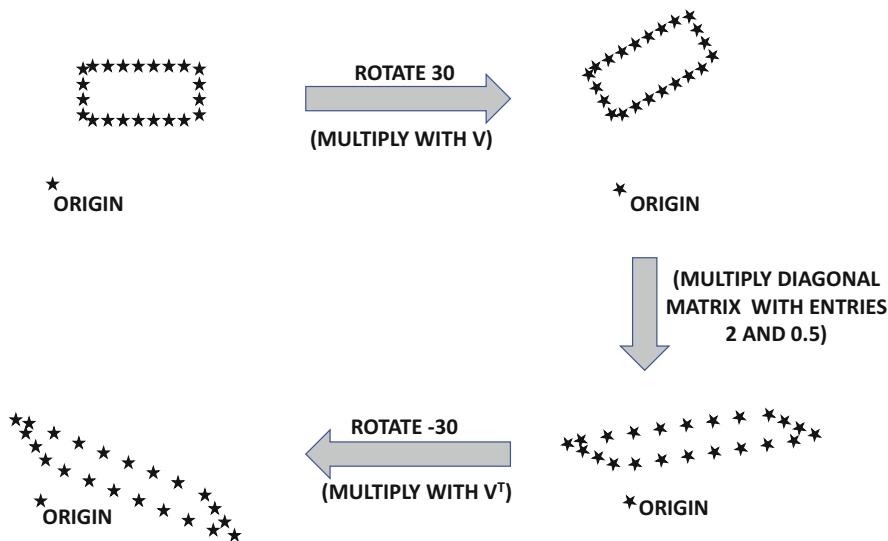 ROTATE 30
(MULTIPLY WITH V)
ORIGIN
ORIGIN
(MULTIPLY DIAGONAL
MATRIX WITH ENTRIES
2 AND 0.5)
ROTATE -30
(MULTIPLY WITH Vᵀ)
ORIGIN
ORIGIN